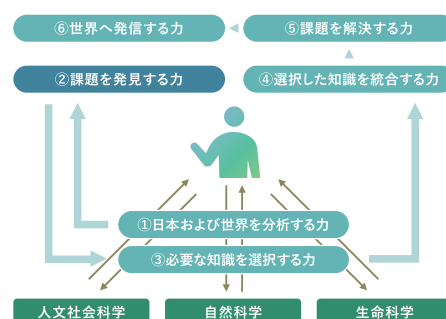 ⑥世界へ発信する力
⑤課題を解決する力
②課題を発見する力
④選択した知識を統合する力
①日本および世界を分析する力
③必要な知識を選択する力
人文社会科学
自然科学
生命科学